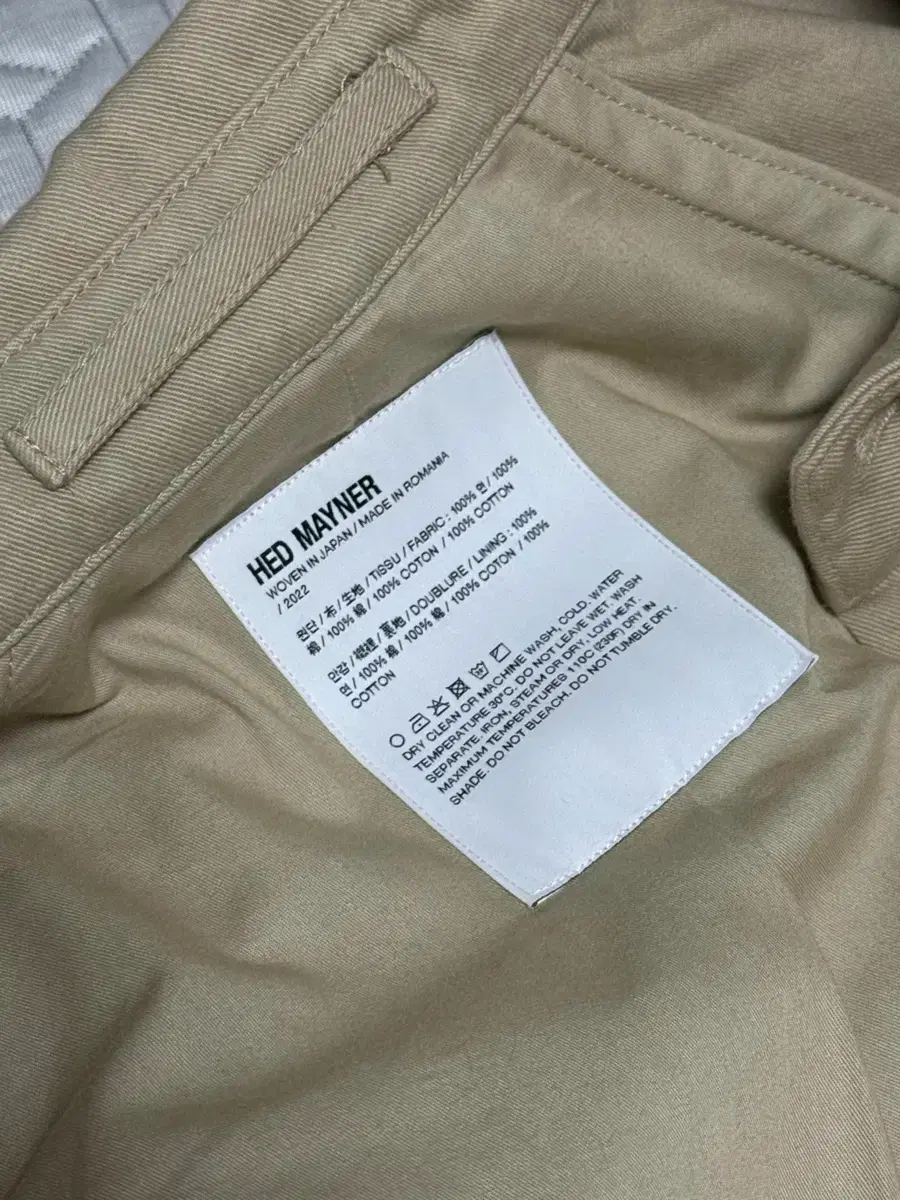 HED MAYNER
WOVEN IN JAPAN / MADE IN ROMANIA
/ 2022
원단 / 布 / 生地 / TISSU / FABRIC : 100% 면 / 100%
綿 / 100% 綿 / 100% COTON / 100% COTTON
안감 / 襯裡 / 裏地 / DOUBLURE / LINING : 100%
면 / 100% 綿 / 100% 綿 / 100% COTON / 100%
COTTON
DRY CLEAN OR MACHINE WASH, COLD. WATER
TEMPERATURE 30°C. DO NOT LEAVE WET. WASH
SEPARATE. IRON, STEAM OR DRY, LOW HEAT.
MAXIMUM TEMPERATURES 110C (230F) DRY IN
SHADE. DO NOT BLEACH. DO NOT TUMBLE DRY.